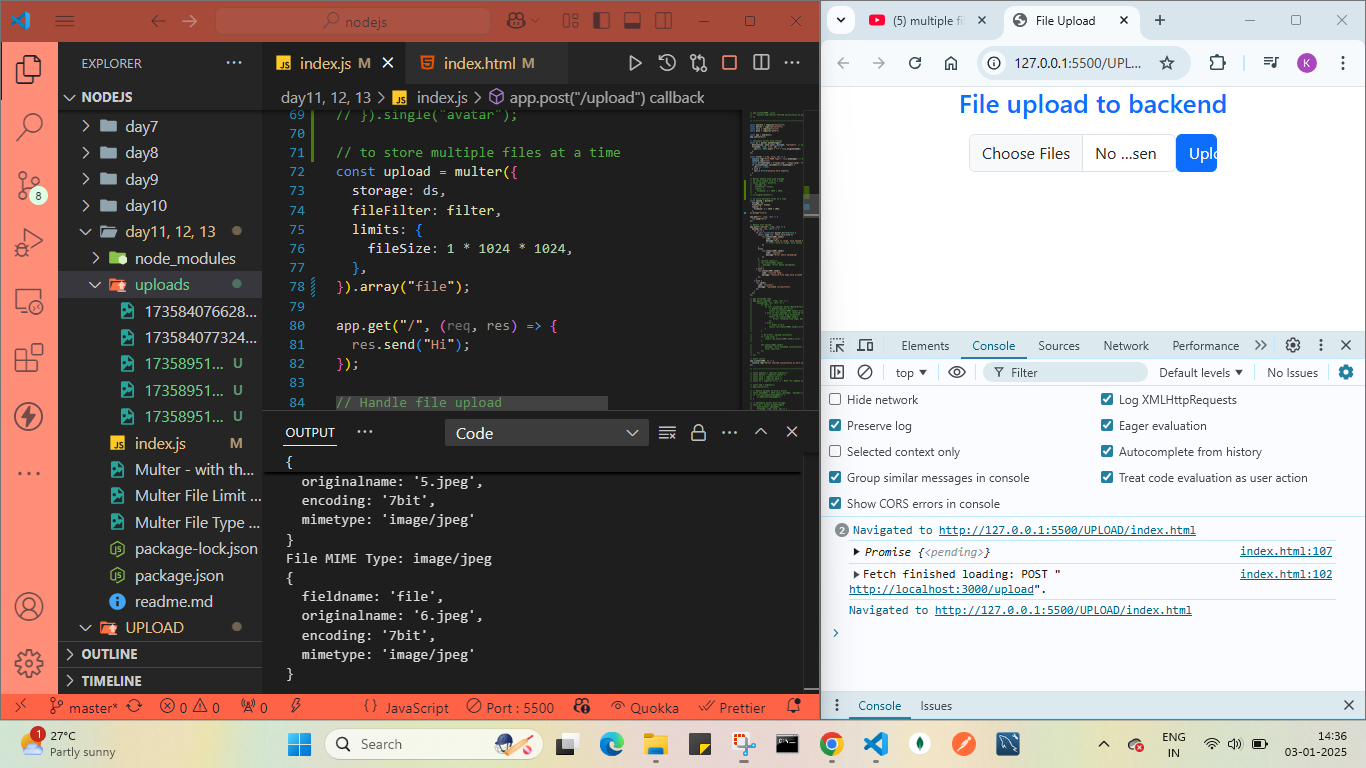 nodejs
EXPLORER
NODEJS
day7
day8
day9
day10
day11, 12, 13
node_modules
uploads
173584076628...
173584077324...
17358951... U
17358951... U
17358951... U
index.js M
Multer - with th...
Multer File Limit ...
Multer File Type ...
package-lock.json
package.json
readme.md
UPLOAD
OUTLINE
TIMELINE
8
index.js M
index.html M
day11, 12, 13 > index.js > app.post("/upload") callback
69 // }).single("avatar");
70
71 // to store multiple files at a time
72 const upload = multer({
73 storage: ds,
74 fileFilter: filter,
75 limits: {
76 fileSize: 1 * 1024 * 1024,
77 },
78 }).array("file");
79
80 app.get("/", (req, res) => {
81 res.send("Hi");
82 });
83
84 // Handle file upload
OUTPUT
Code
{
originalname: '5.jpeg',
encoding: '7bit',
mimetype: 'image/jpeg'
}
File MIME Type: image/jpeg
{
fieldname: 'file',
originalname: '6.jpeg',
encoding: '7bit',
mimetype: 'image/jpeg'
}
master* 0 0 0 {} JavaScript Port : 5500 Quokka Prettier
(5) multiple fi
File Upload
127.0.0.1:5500/UPL...
K
File upload to backend
Choose Files No ...sen Uplo
Elements Console Sources Network Performance
top Filter Default levels No Issues
Hide network
Log XMLHttpRequests
Preserve log
Eager evaluation
Selected context only
Autocomplete from history
Group similar messages in console
Treat code evaluation as user action
Show CORS errors in console
2 Navigated to http://127.0.0.1:5500/UPLOAD/index.html
Promise {<pending>} index.html:107
Fetch finished loading: POST " index.html:102
http://localhost:3000/upload".
Navigated to http://127.0.0.1:5500/UPLOAD/index.html
Console Issues
1
27°C
Partly sunny
Search
ENG
IN
14:36
03-01-2025